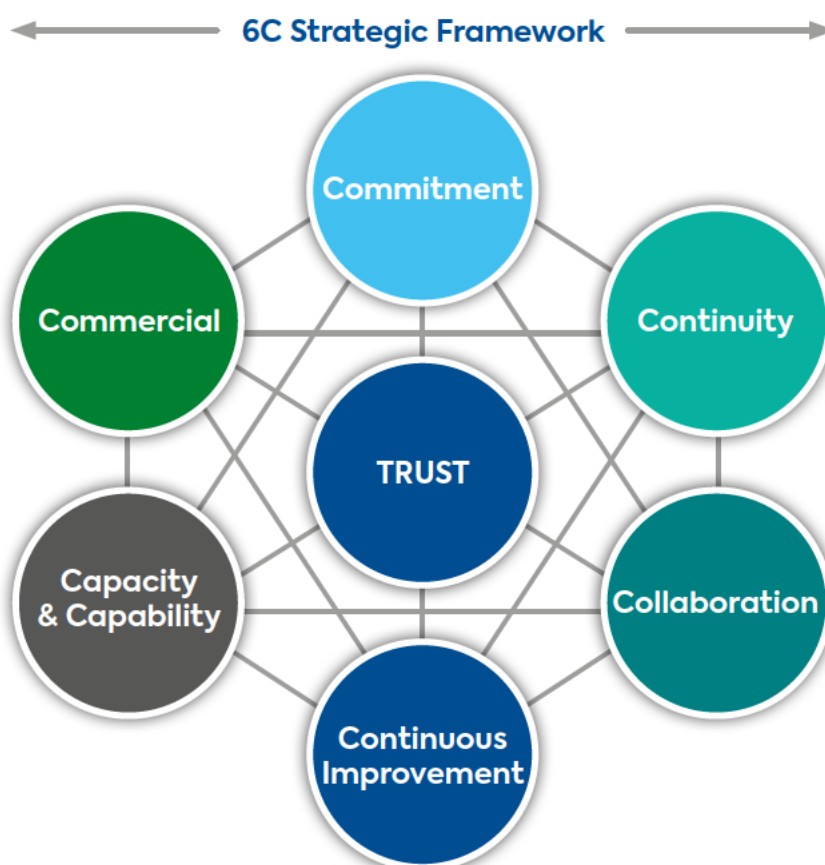 6C Strategic Framework
Commitment
Commercial
Continuity
TRUST
Capacity
& Capability
Collaboration
Continuous
Improvement